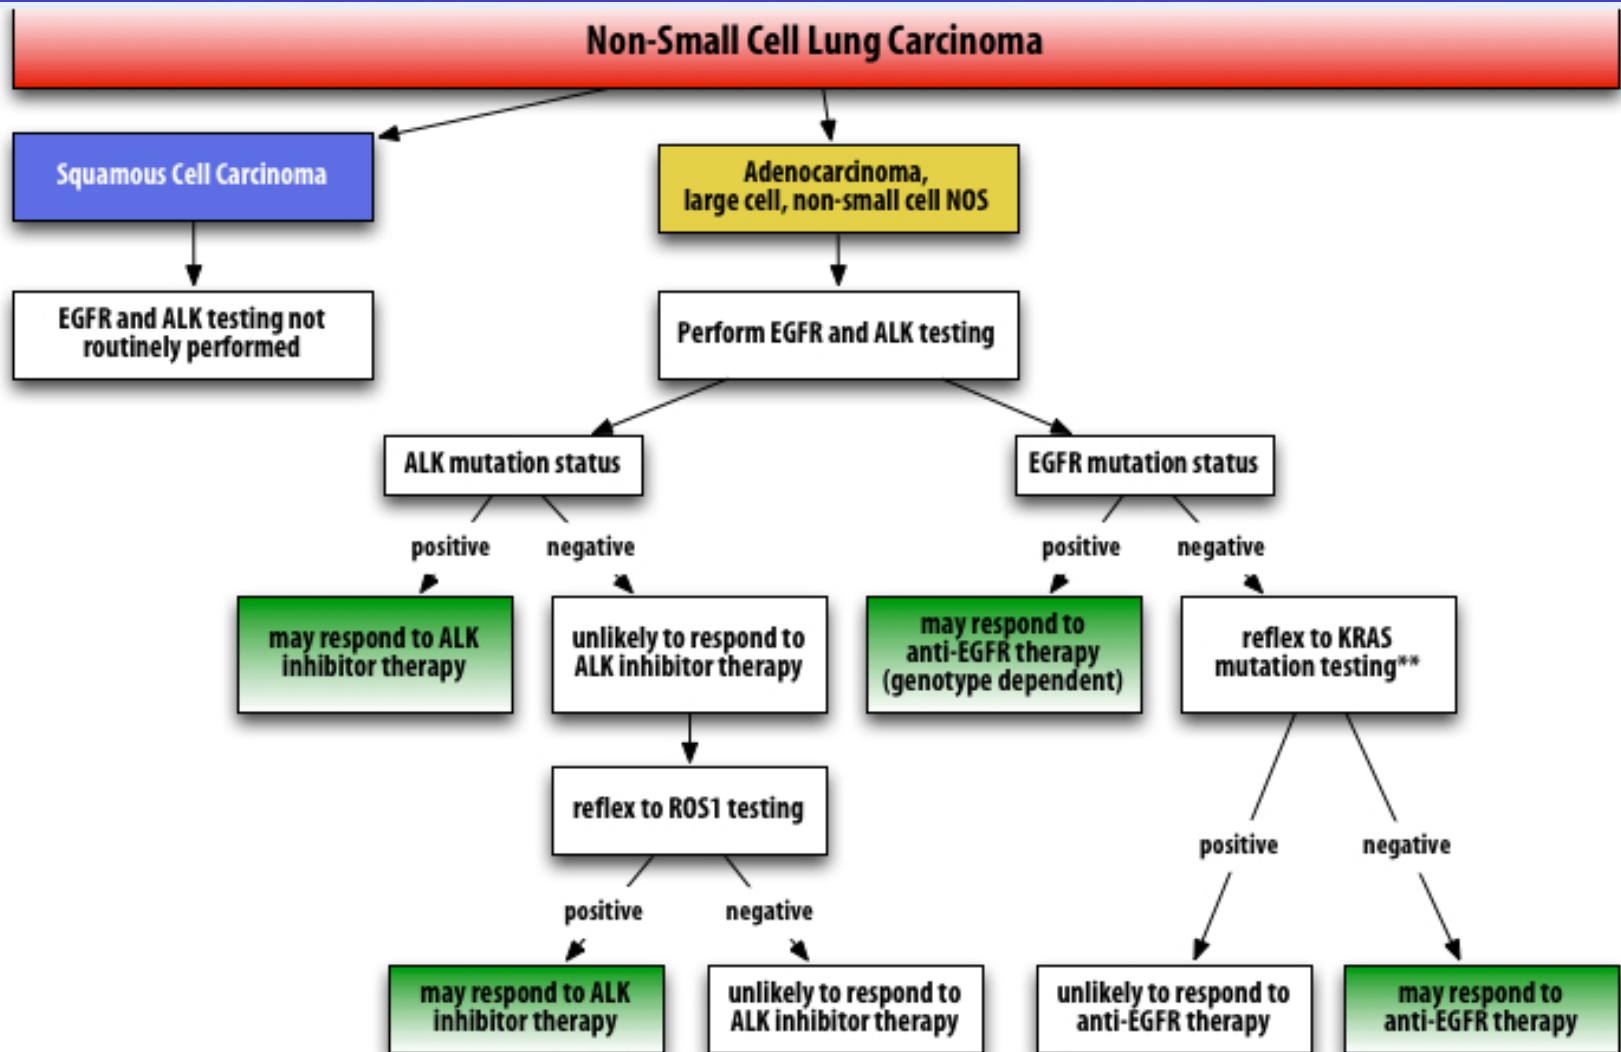 Non-Small Cell Lung Carcinoma
Squamous Cell Carcinoma
Adenocarcinoma,
large cell, non-small cell NOS
EGFR and ALK testing not
routinely performed
Perform EGFR and ALK testing
ALK mutation status
EGFR mutation status
positive
negative
positive
negative
may respond to ALK
inhibitor therapy
unlikely to respond to
ALK inhibitor therapy
may respond to
anti-EGFR therapy
(genotype dependent)
reflex to KRAS
mutation testing**
reflex to ROS1 testing
positive
negative
positive
negative
may respond to ALK
inhibitor therapy
unlikely to respond to
ALK inhibitor therapy
unlikely to respond to
anti-EGFR therapy
may respond to
anti-EGFR therapy